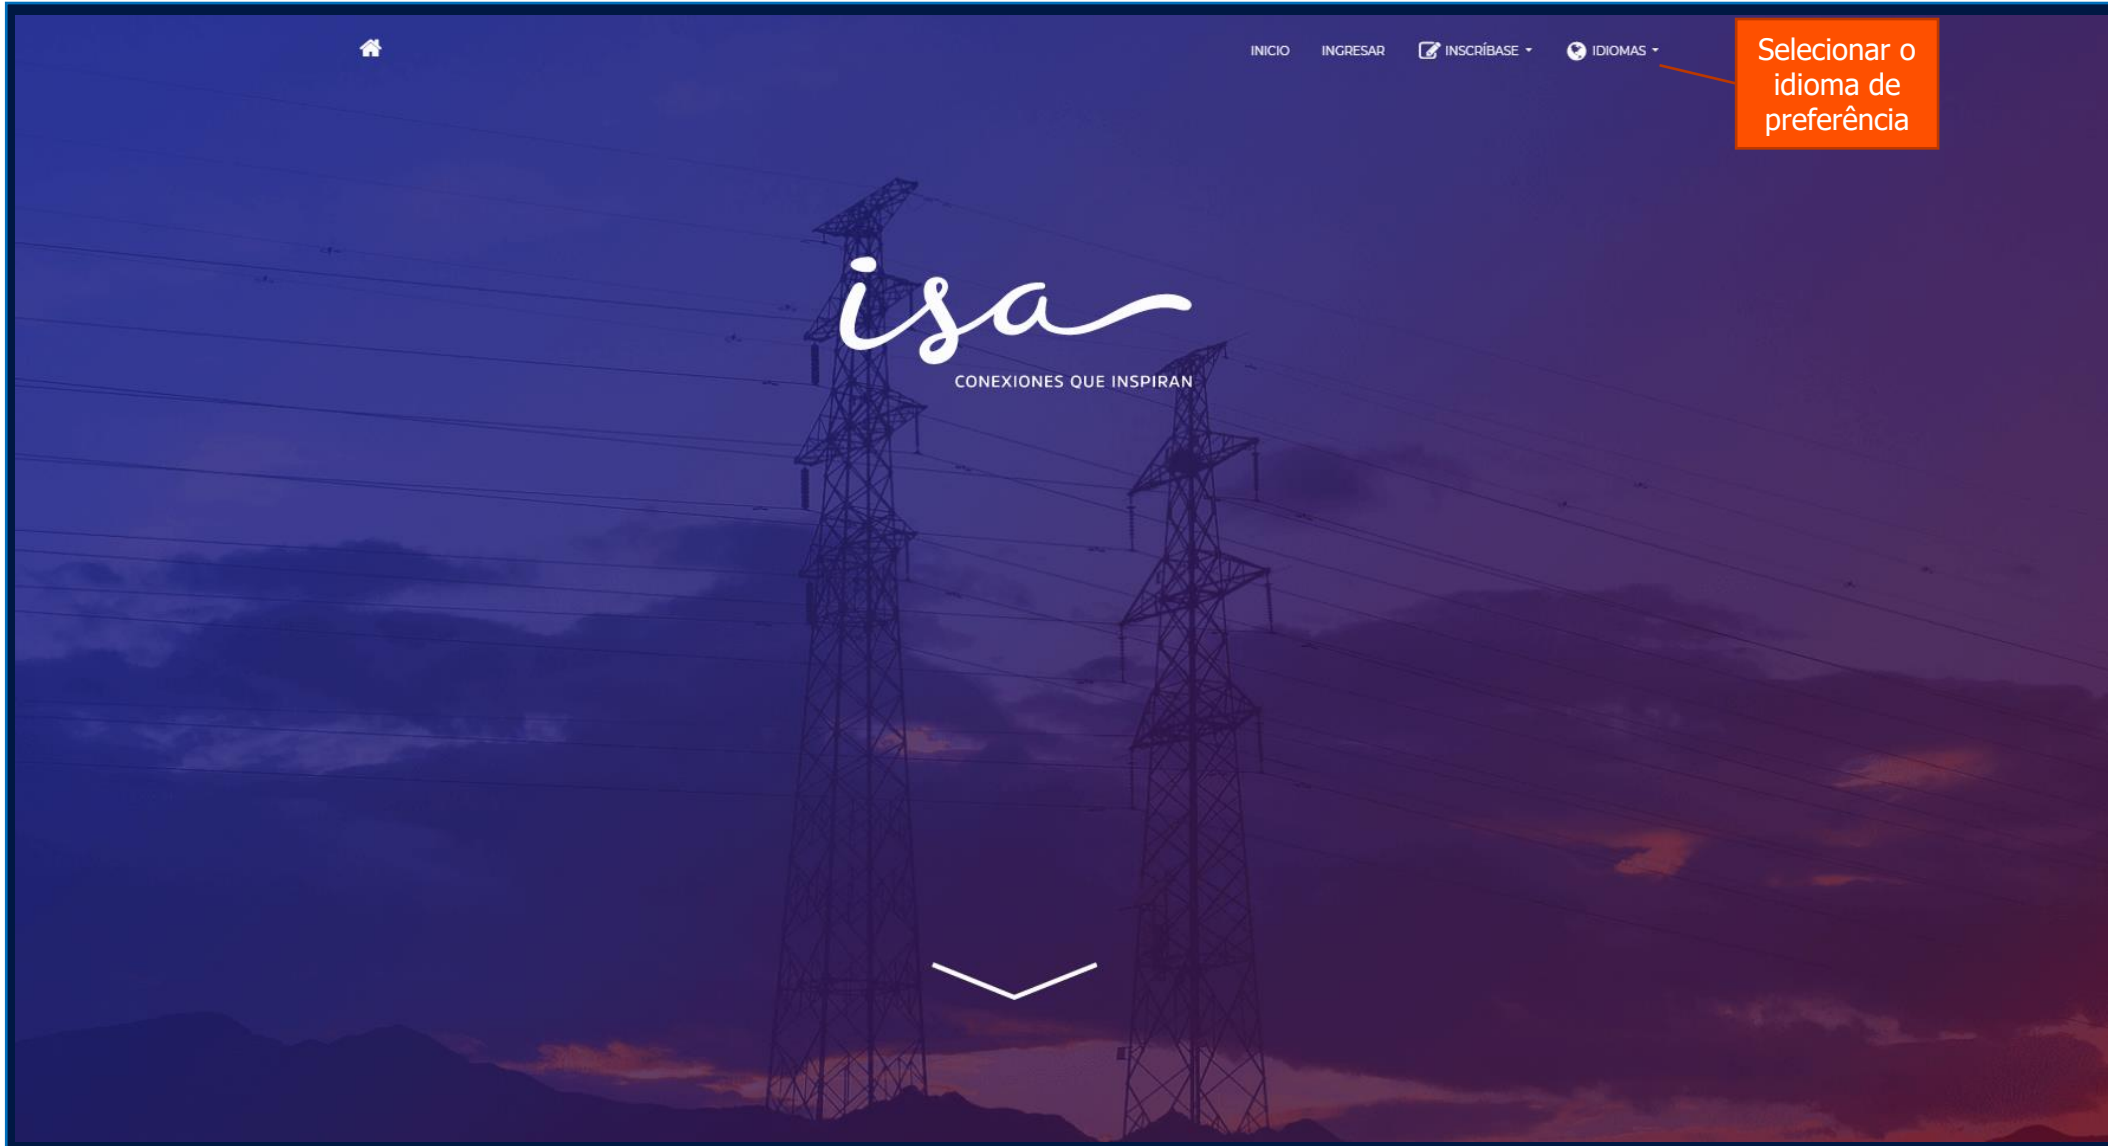 INICIO INGRESAR INSCRÍBASE IDIOMAS
Selecionar o
idioma de
preferência
isa
CONEXIONES QUE INSPIRAN